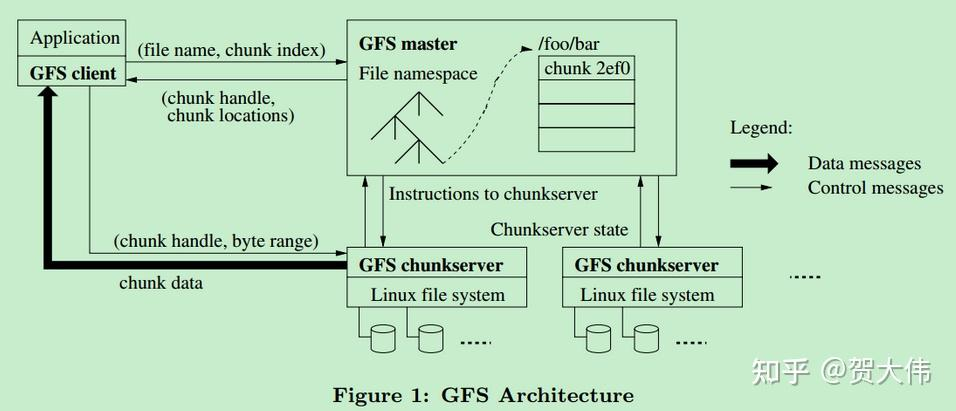 Application
GFS client
(file name, chunk index)
(chunk handle,
chunk locations)
GFS master
File namespace
/foo/bar
chunk 2ef0
Legend:
Data messages
Control messages
Instructions to chunkserver
Chunkserver state
(chunk handle, byte range)
chunk data
GFS chunkserver
Linux file system
GFS chunkserver
Linux file system
知乎 @贺大伟
Figure 1: GFS Architecture